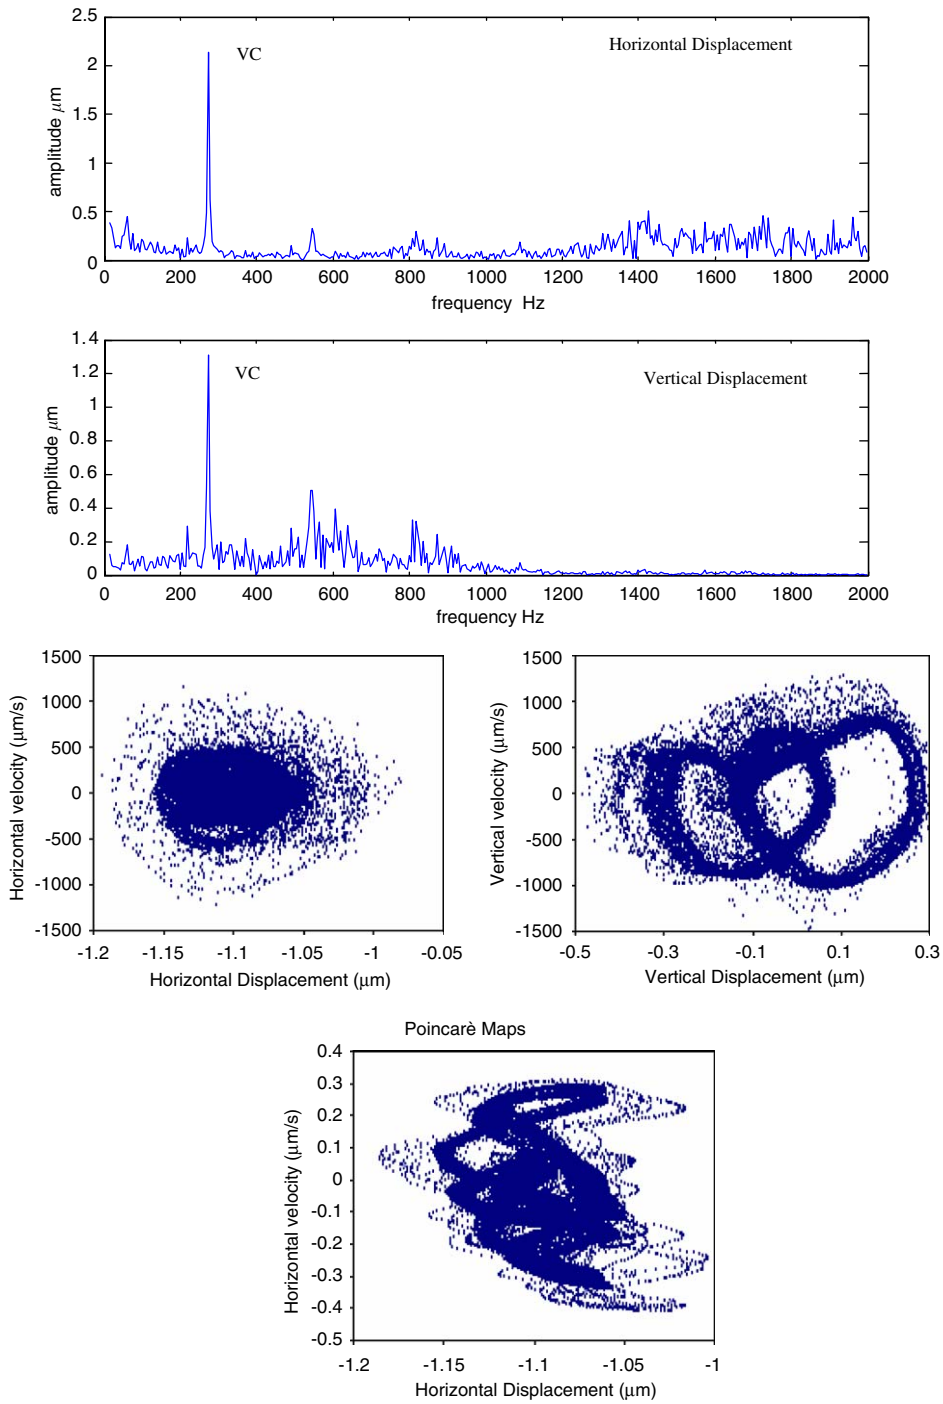 2.5
2
1.5
1
0.5
0
amplitude μm
VC
Horizontal Displacement
0 200 400 600 800 1000 1200 1400 1600 1800 2000
frequency Hz
1.4
1.2
1
0.8
0.6
0.4
0.2
0
amplitude μm
VC
Vertical Displacement
0 200 400 600 800 1000 1200 1400 1600 1800 2000
frequency Hz
1500
1000
500
0
-500
-1000
-1500
Horizontal velocity (μm/s)
-1.2 -1.15 -1.1 -1.05 -1 -0.05
Horizontal Displacement (μm)
1500
1000
500
0
-500
-1000
-1500
Vertical velocity (μm/s)
-0.5 -0.3 -0.1 0.1 0.3
Vertical Displacement (μm)
Poincarè Maps
0.4
0.3
0.2
0.1
0
-0.1
-0.2
-0.3
-0.4
-0.5
Horizontal velocity (μm/s)
-1.2 -1.15 -1.1 -1.05 -1
Horizontal Displacement (μm)